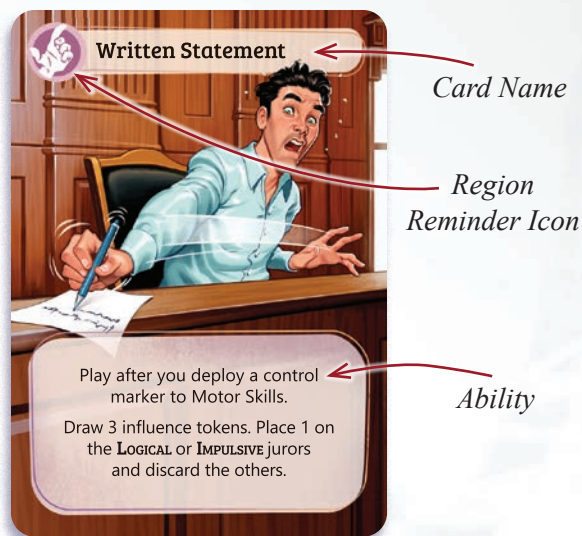 Written Statement
Card Name
Region
Reminder Icon
Play after you deploy a control
marker to Motor Skills.
Draw 3 influence tokens. Place 1 on
the LOGICAL or IMPULSIVE jurors
and discard the others.
Ability